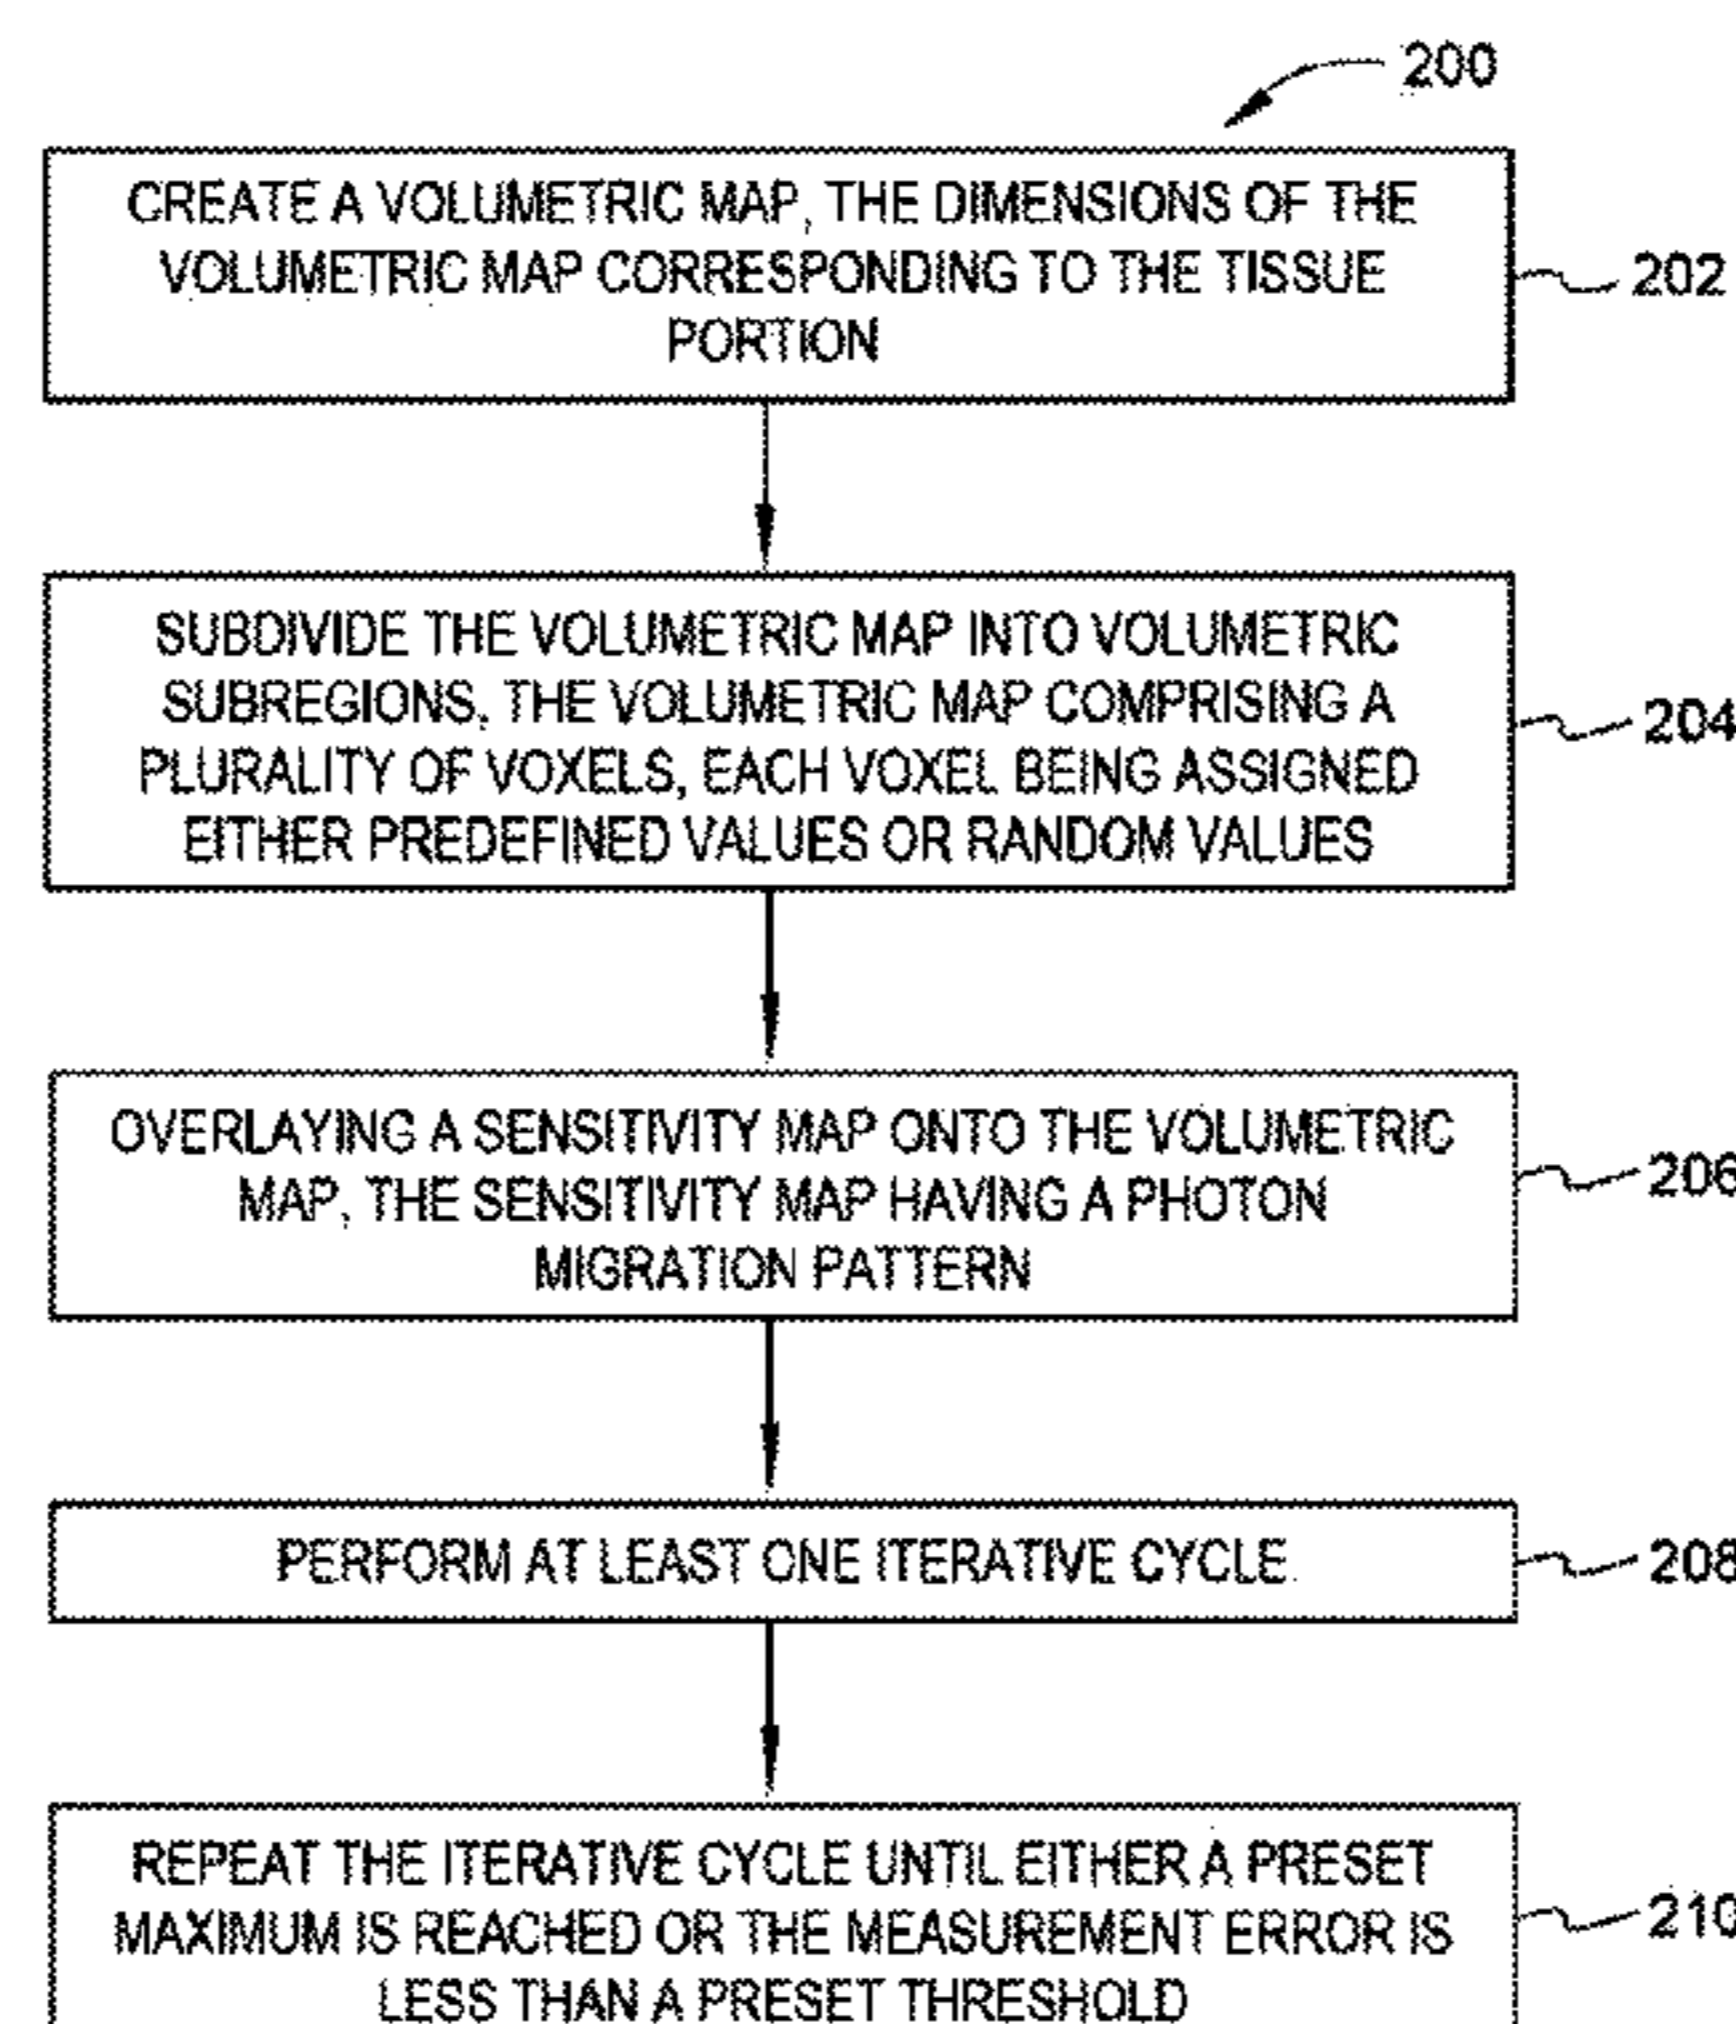 200
CREATE A VOLUMETRIC MAP, THE DIMENSIONS OF THE
VOLUMETRIC MAP CORRESPONDING TO THE TISSUE
PORTION
202
SUBDIVIDE THE VOLUMETRIC MAP INTO VOLUMETRIC
SUBREGIONS, THE VOLUMETRIC MAP COMPRISING A
PLURALITY OF VOXELS, EACH VOXEL BEING ASSIGNED
EITHER PREDEFINED VALUES OR RANDOM VALUES
204
OVERLAYING A SENSITIVITY MAP ONTO THE VOLUMETRIC
MAP, THE SENSITIVITY MAP HAVING A PHOTON
MIGRATION PATTERN
206
PERFORM AT LEAST ONE ITERATIVE CYCLE
208
REPEAT THE ITERATIVE CYCLE UNTIL EITHER A PRESET
MAXIMUM IS REACHED OR THE MEASUREMENT ERROR IS
LESS THAN A PRESET THRESHOLD
210